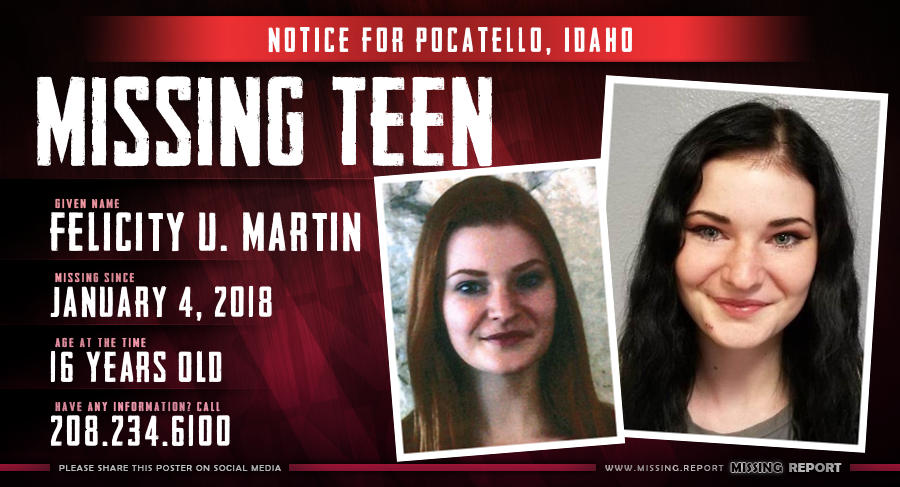 NOTICE FOR POCATELLO, IDAHO
MISSING TEEN
GIVEN NAME
FELICITY U. MARTIN
MISSING SINCE
JANUARY 4, 2018
AGE AT THE TIME
16 YEARS OLD
HAVE ANY INFORMATION? CALL
208.234.6100
PLEASE SHARE THIS POSTER ON SOCIAL MEDIA
WWW.MISSING.REPORT MISSING REPORT